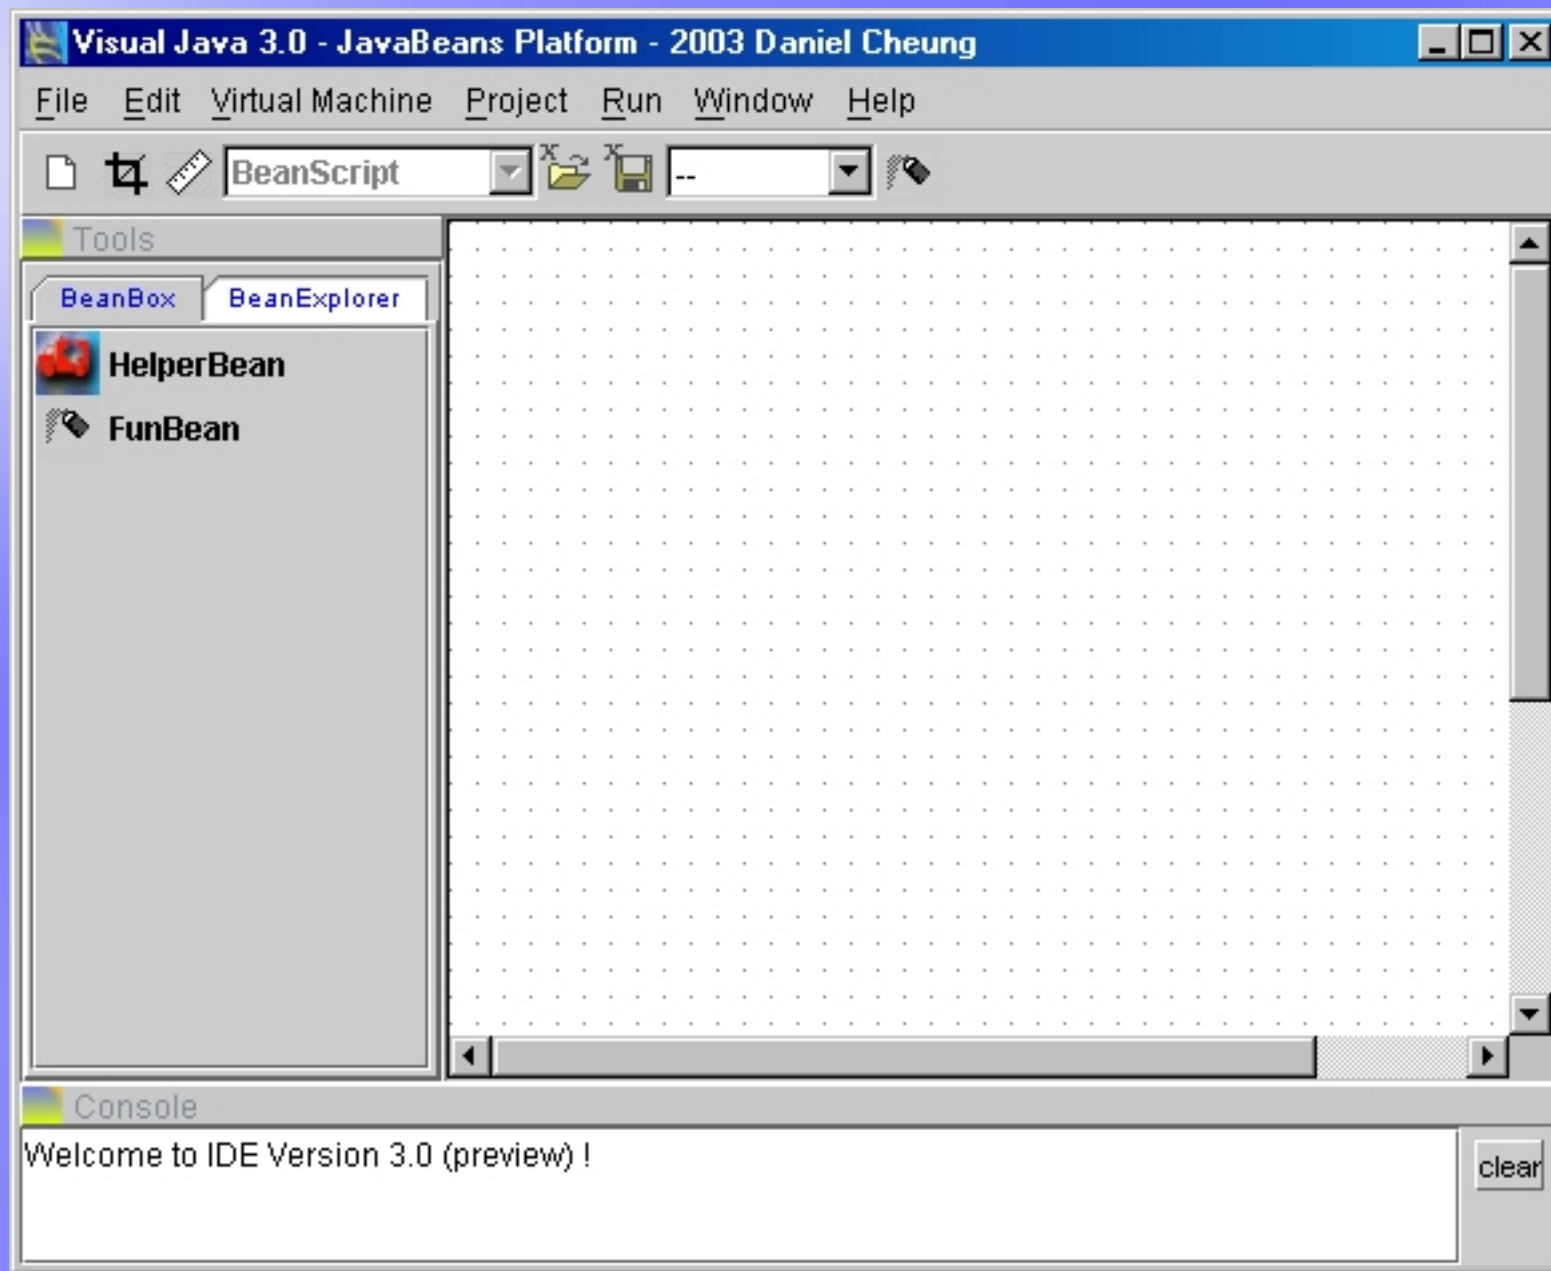 Visual Java 3.0 - JavaBeans Platform - 2003 Daniel Cheung
File Edit Virtual Machine Project Run Window Help
BeanScript --
Tools
BeanBox BeanExplorer
HelperBean
FunBean
Console
Welcome to IDE Version 3.0 (preview) !
clear